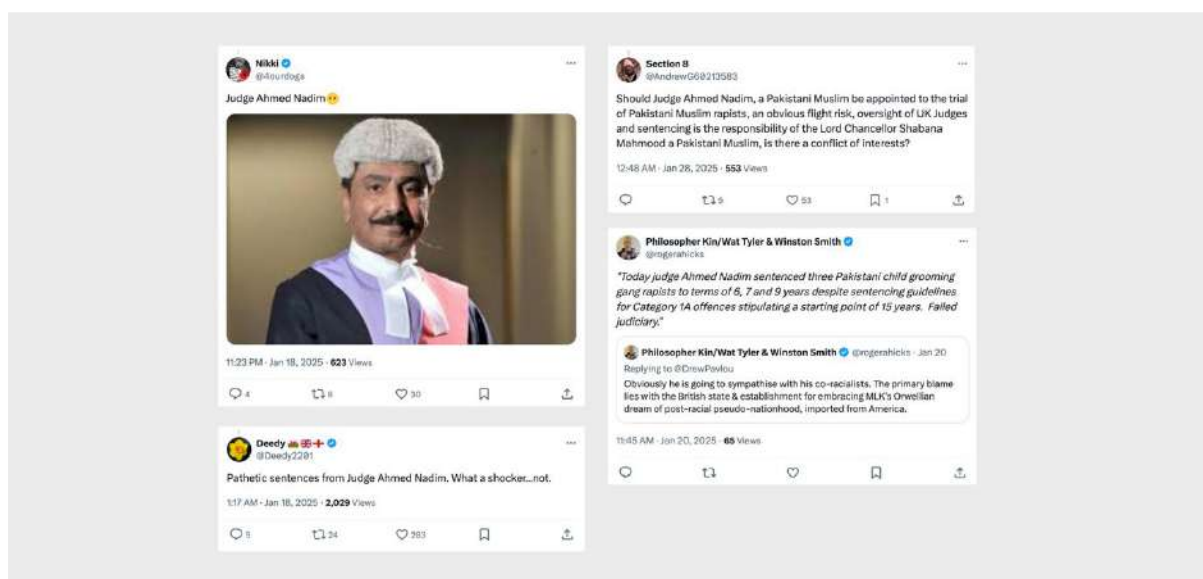 Nikki
@4ourdogs
Judge Ahmed Nadim
11:23 PM · Jan 18, 2025 · 623 Views
4
8
30
Deedy
@Deedy2201
Pathetic sentences from Judge Ahmed Nadim. What a shocker...not.
1:17 AM · Jan 18, 2025 · 2,029 Views
24
Section 8
@AndrewG60213583
Should Judge Ahmed Nadim, a Pakistani Muslim be appointed to the trial
of Pakistani Muslim rapists, an obvious flight risk, oversight of UK Judges
and sentencing is the responsibility of the Lord Chancellor Shabana
Mahmood a Pakistani Muslim, is there a conflict of interests?
12:48 AM · Jan 28, 2025 · 553 Views
9
53
1
Philosopher Kin/Wat Tyler & Winston Smith
@rogerahicks
"Today judge Ahmed Nadim sentenced three Pakistani child grooming
gang rapists to terms of 6, 7 and 9 years despite sentencing guidelines
for Category 1A offences stipulating a starting point of 15 years. Failed
judiciary."
Philosopher Kin/Wat Tyler & Winston Smith @rogerahicks · Jan 20
Replying to @DrewPavlou
Obviously he is going to sympathise with his co-racialists. The primary blame
lies with the British state & establishment for embracing MLK's Orwellian
dream of post-racial pseudo-nationhood, imported from America.
11:45 AM · Jan 20, 2025 · 65 Views